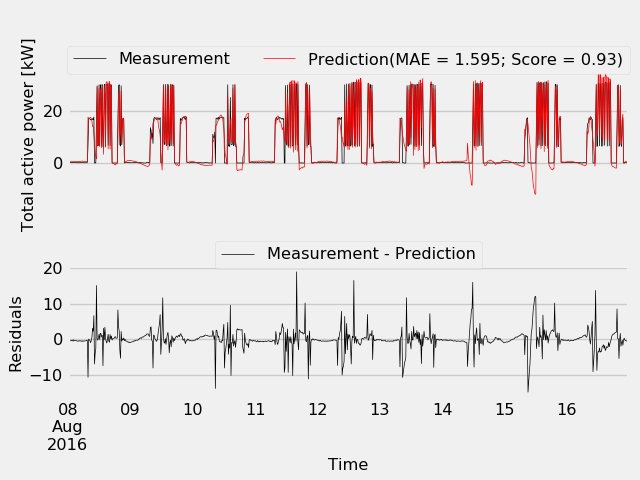 Measurement
Prediction(MAE = 1.595; Score = 0.93)
Total active power [kW]
20
0
Measurement - Prediction
Residuals
20
10
0
−10
08 09 10 11 12 13 14 15 16
Aug
2016
Time